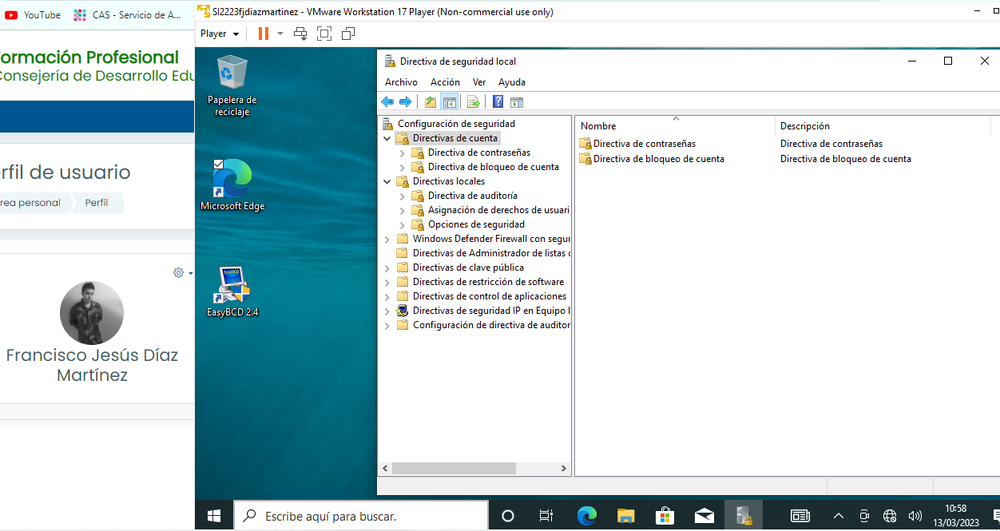 YouTube
CAS - Servicio de A...
ormación Profesional
Consejería de Desarrollo Edu
rfil de usuario
rea personal
Perfil
Francisco Jesús Díaz
Martínez
SI2223fjdiazmartinez - VMware Workstation 17 Player (Non-commercial use only)
Player
Papelera de
reciclaje
Microsoft Edge
EasyBCD
EasyBCD 2.4
Directiva de seguridad local
Archivo Acción Ver Ayuda
Configuración de seguridad
Directivas de cuenta
Directiva de contraseñas
Directiva de bloqueo de cuenta
Directivas locales
Directiva de auditoría
Asignación de derechos de usuari
Opciones de seguridad
Windows Defender Firewall con segur
Directivas de Administrador de listas
Directivas de clave pública
Directivas de restricción de software
Directivas de control de aplicaciones
Directivas de seguridad IP en Equipo l
Configuración de directiva de auditor
Nombre Descripción
Directiva de contraseñas Directiva de contraseñas
Directiva de bloqueo de cuenta Directiva de bloqueo de cuenta
Escribe aquí para buscar.
10:58
13/03/2023